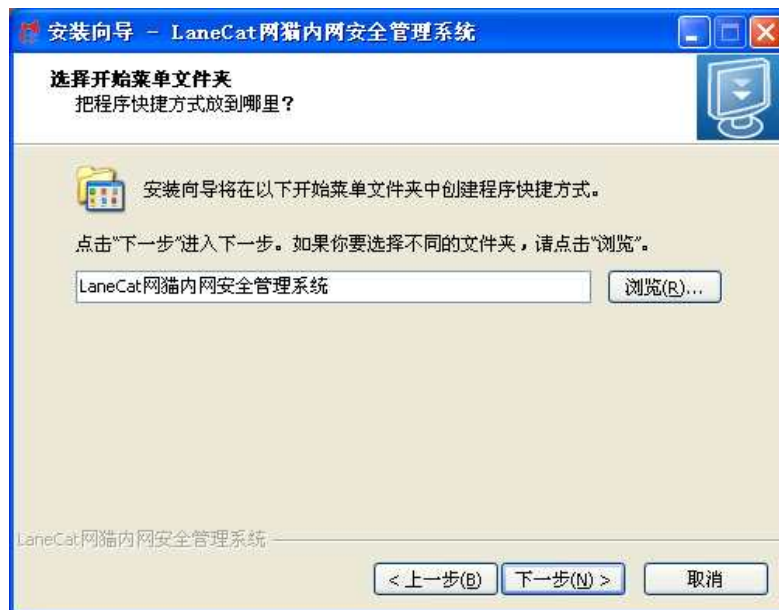 安装向导 - LaneCat网猫内网安全管理系统
选择开始菜单文件夹
把程序快捷方式放到哪里？
安装向导将在以下开始菜单文件夹中创建程序快捷方式。
点击“下一步”进入下一步。如果你要选择不同的文件夹，请点击“浏览”。
LaneCat网猫内网安全管理系统
浏览(R)...
LaneCat网猫内网安全管理系统
< 上一步(B)
下一步(N) >
取消